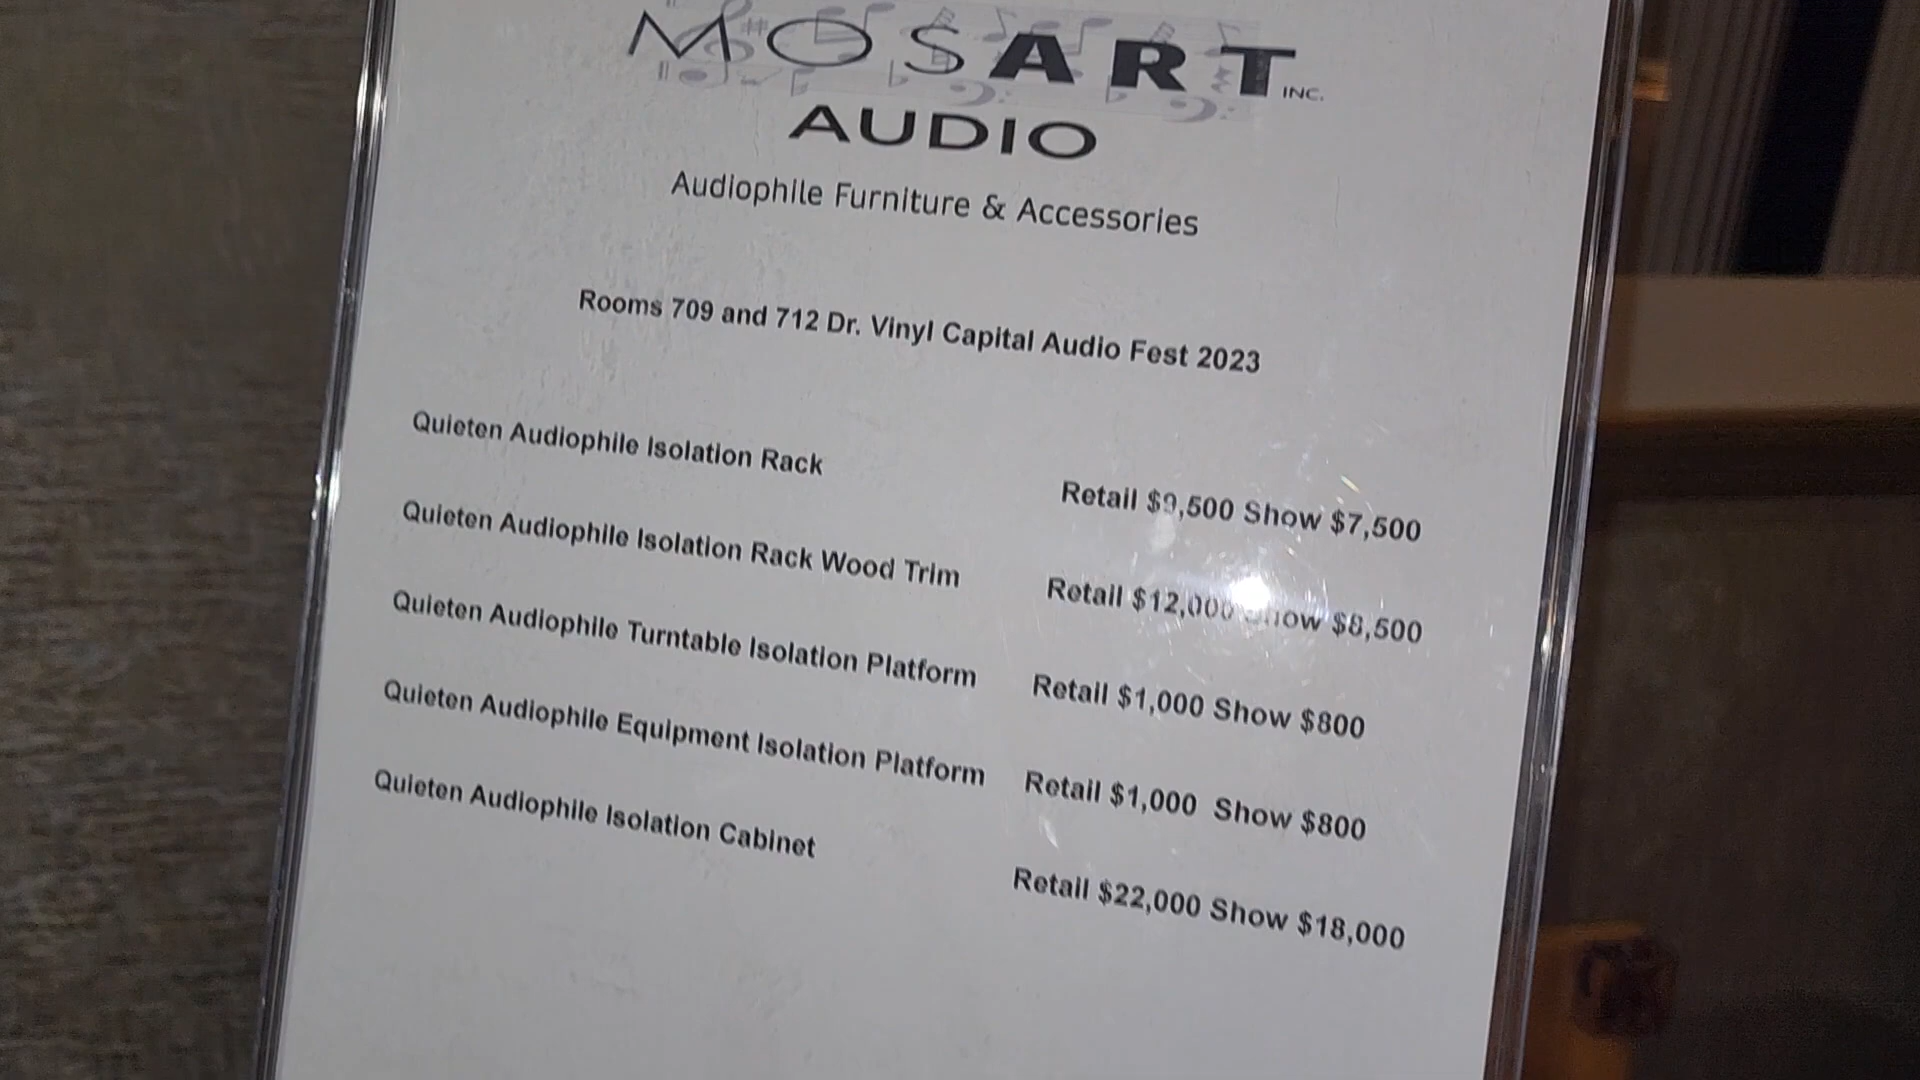 MOSART INC.
AUDIO
Audiophile Furniture & Accessories
Rooms 709 and 712 Dr. Vinyl Capital Audio Fest 2023
Quieten Audiophile Isolation Rack
Retail $9,500 Show $7,500
Quieten Audiophile Isolation Rack Wood Trim
Retail $12,000 Show $8,500
Quieten Audiophile Turntable Isolation Platform
Retail $1,000 Show $800
Quieten Audiophile Equipment Isolation Platform
Retail $1,000 Show $800
Quieten Audiophile Isolation Cabinet
Retail $22,000 Show $18,000